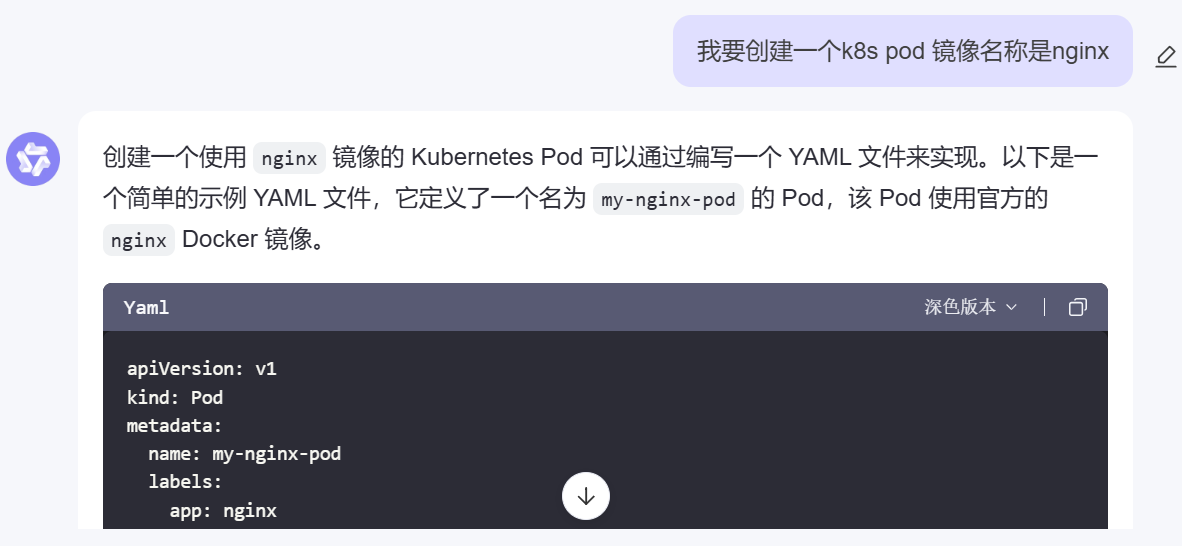 我要创建一个k8s pod 镜像名称是nginx
创建一个使用 nginx 镜像的 Kubernetes Pod 可以通过编写一个 YAML 文件来实现。以下是一
个简单的示例 YAML 文件，它定义了一个名为 my-nginx-pod 的 Pod，该 Pod 使用官方的
nginx Docker 镜像。
Yaml 深色版本
apiVersion: v1
kind: Pod
metadata:
  name: my-nginx-pod
  labels:
    app: nginx